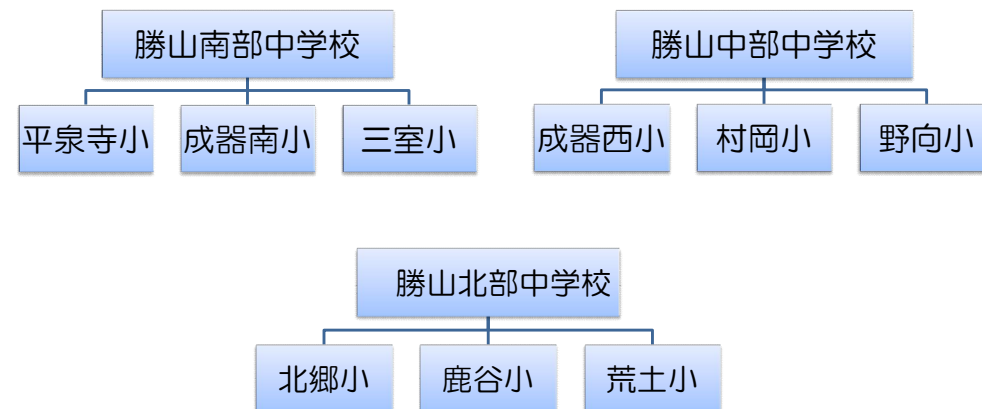 勝山南部中学校
勝山中部中学校
平泉寺小
成器南小
三室小
成器西小
村岡小
野向小
勝山北部中学校
北郷小
鹿谷小
荒土小